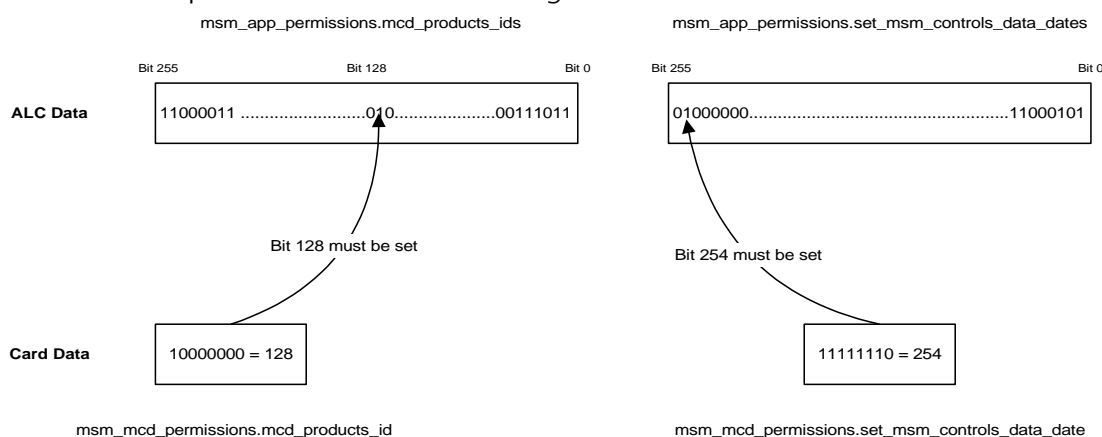 msm_app_permissions.mcd_products_ids
msm_app_permissions.set_msm_controls_data_dates
Bit 255
Bit 128
Bit 0
Bit 255
Bit 0
ALC Data
11000011 ..........................010.....................00111011
01000000......................................................11000101
Bit 128 must be set
Bit 254 must be set
Card Data
10000000 = 128
11111110 = 254
msm_mcd_permissions.mcd_products_id
msm_mcd_permissions.set_msm_controls_data_date